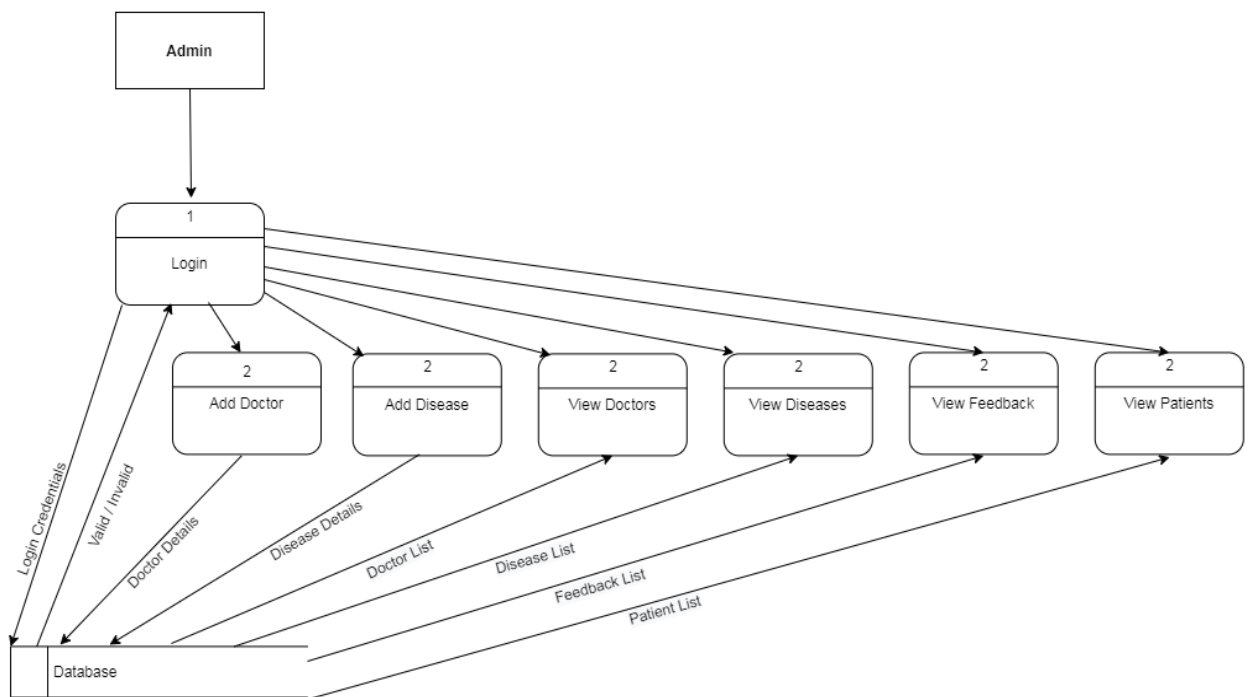 Admin
1
Login
2
Add Doctor
2
Add Disease
2
View Doctors
2
View Diseases
2
View Feedback
2
View Patients
Login Credentials
Valid / Invalid
Doctor Details
Disease Details
Doctor List
Disease List
Feedback List
Patient List
Database